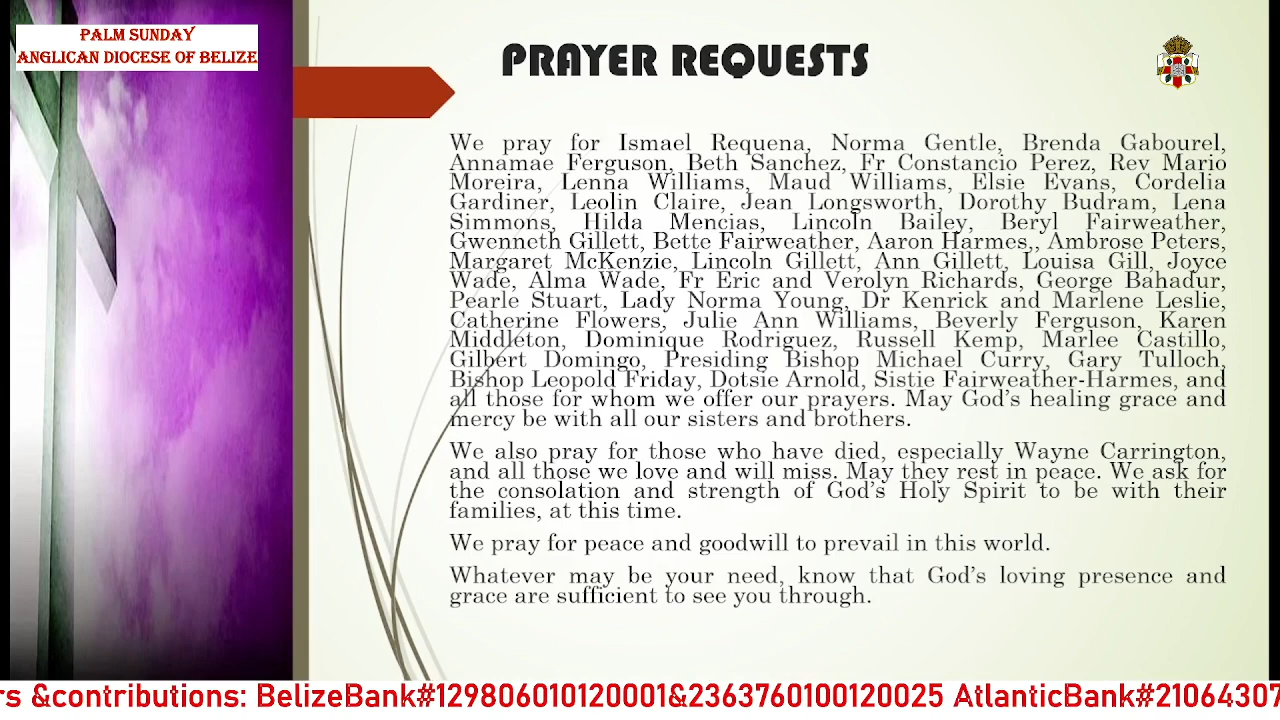 PALM SUNDAY
ANGLICAN DIOCESE OF BELIZE
PRAYER REQUESTS
We pray for Ismael Requena, Norma Gentle, Brenda Gabourel,
Annamae Ferguson, Beth Sanchez, Fr Constancio Perez, Rev Mario
Moreira, Lenna Williams, Maud Williams, Elsie Evans, Cordelia
Gardiner, Leolin Claire, Jean Longsworth, Dorothy Budram, Lena
Simmons, Hilda Mencias, Lincoln Bailey, Beryl Fairweather,
Gwenneth Gillett, Bette Fairweather, Aaron Harmes,, Ambrose Peters,
Margaret McKenzie, Lincoln Gillett, Ann Gillett, Louisa Gill, Joyce
Wade, Alma Wade, Fr Eric and Verolyn Richards, George Bahadur,
Pearle Stuart, Lady Norma Young, Dr Kenrick and Marlene Leslie,
Catherine Flowers, Julie Ann Williams, Beverly Ferguson, Karen
Middleton, Dominique Rodriguez, Russell Kemp, Marlee Castillo,
Gilbert Domingo, Presiding Bishop Michael Curry, Gary Tulloch,
Bishop Leopold Friday, Dotsie Arnold, Sistie Fairweather-Harmes, and
all those for whom we offer our prayers. May God's healing grace and
mercy be with all our sisters and brothers.
We also pray for those who have died, especially Wayne Carrington,
and all those we love and will miss. May they rest in peace. We ask for
the consolation and strength of God's Holy Spirit to be with their
families, at this time.
We pray for peace and goodwill to prevail in this world.
Whatever may be your need, know that God's loving presence and
grace are sufficient to see you through.
rs &contributions: BelizeBank#129806010120001&2363760100120025 AtlanticBank#21064307